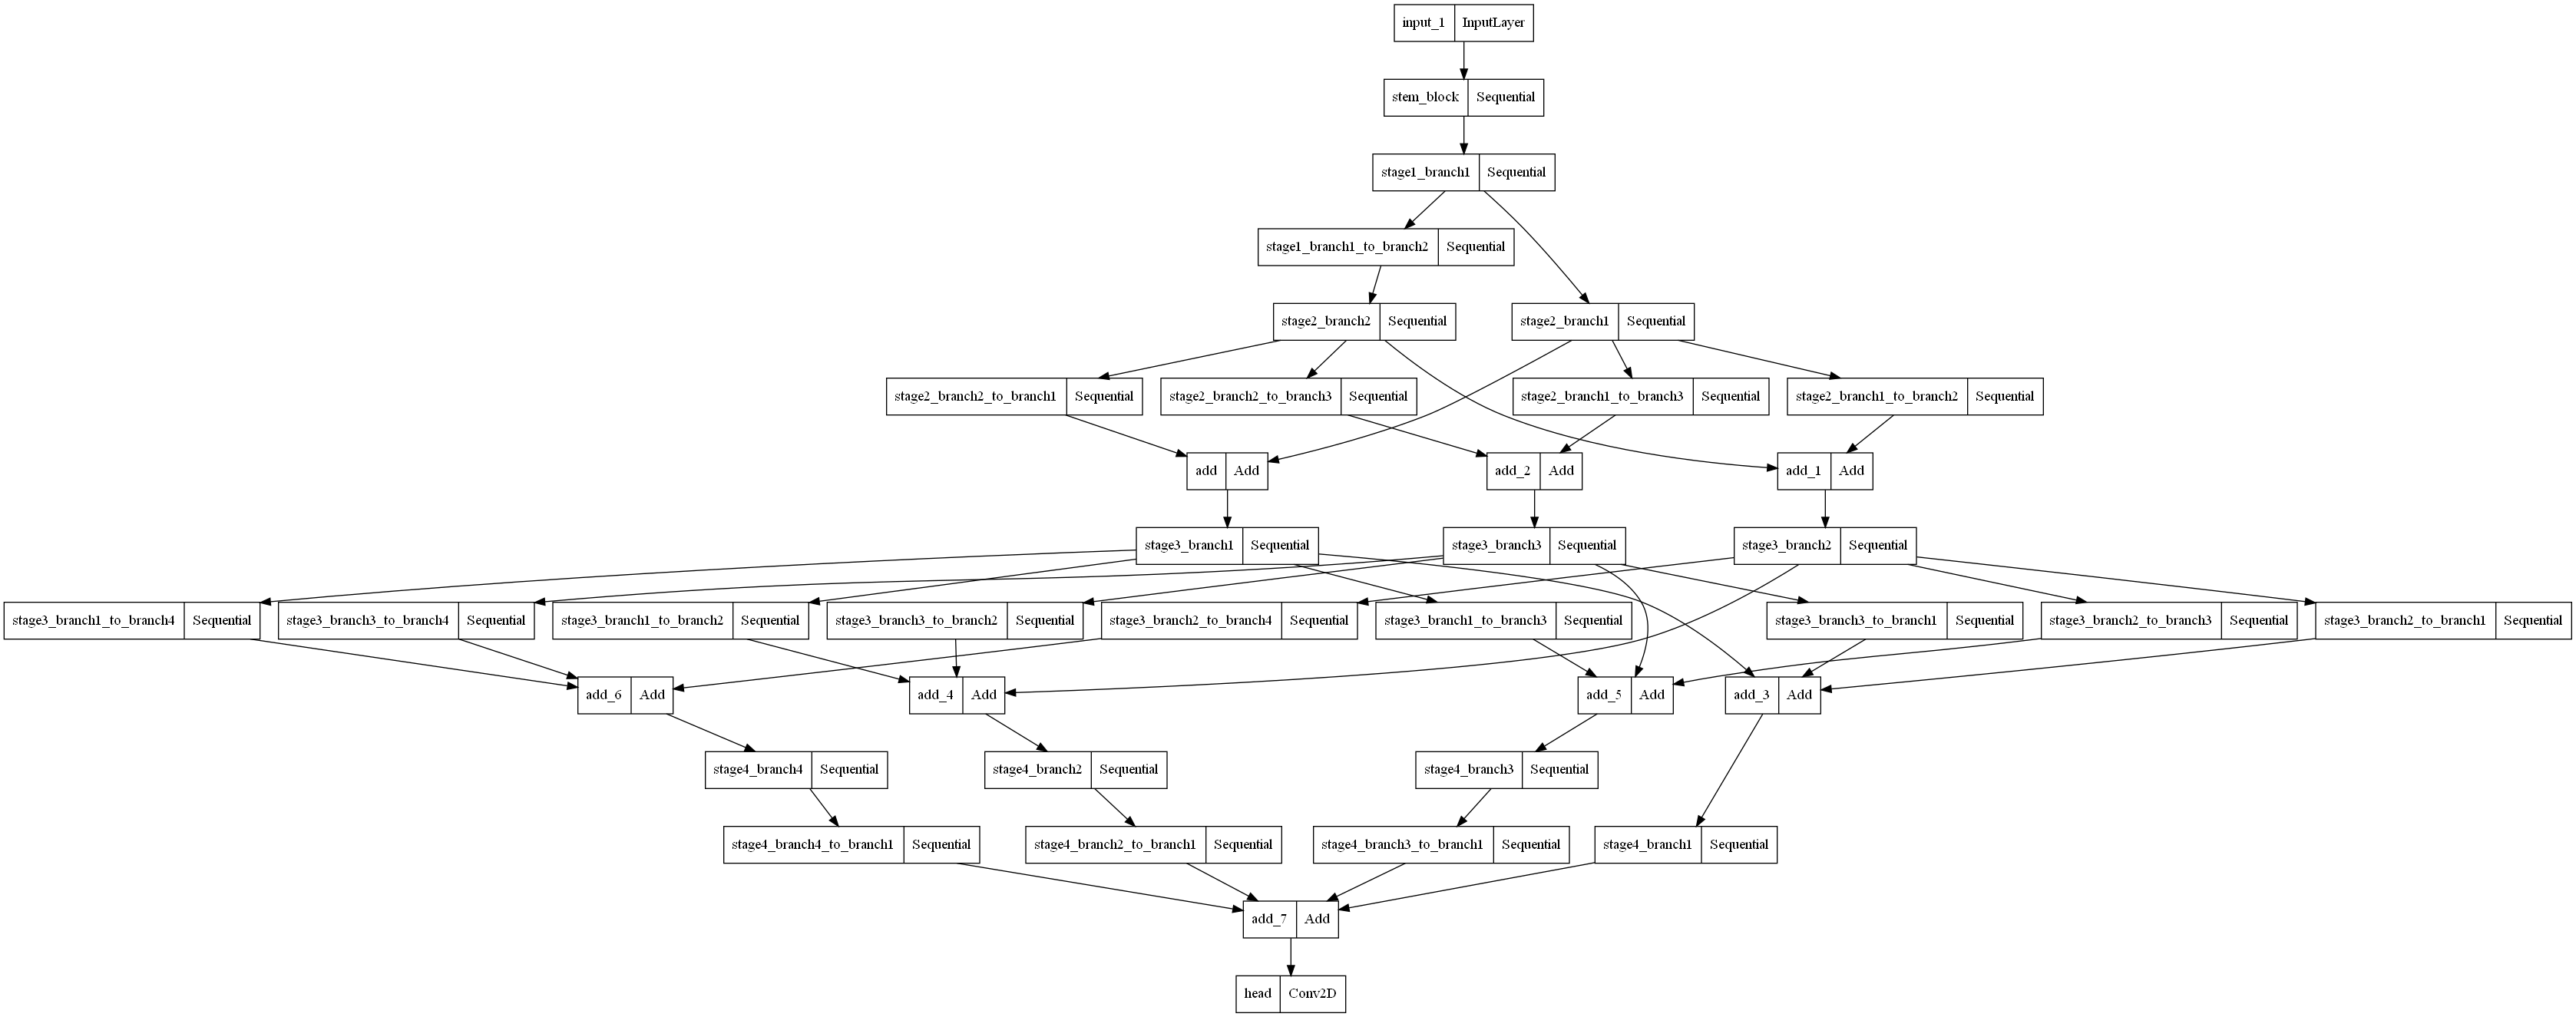 input_1 InputLayer
stem_block Sequential
stage1_branch1 Sequential
stage1_branch1_to_branch2 Sequential
stage2_branch2 Sequential
stage2_branch1 Sequential
stage2_branch2_to_branch1 Sequential
stage2_branch2_to_branch3 Sequential
stage2_branch1_to_branch3 Sequential
stage2_branch1_to_branch2 Sequential
add Add
add_2 Add
add_1 Add
stage3_branch1 Sequential
stage3_branch3 Sequential
stage3_branch2 Sequential
stage3_branch1_to_branch4 Sequential
stage3_branch3_to_branch4 Sequential
stage3_branch1_to_branch2 Sequential
stage3_branch3_to_branch2 Sequential
stage3_branch2_to_branch4 Sequential
stage3_branch1_to_branch3 Sequential
stage3_branch3_to_branch1 Sequential
stage3_branch2_to_branch3 Sequential
stage3_branch2_to_branch1 Sequential
add_6 Add
add_4 Add
add_5 Add
add_3 Add
stage4_branch4 Sequential
stage4_branch2 Sequential
stage4_branch3 Sequential
stage4_branch4_to_branch1 Sequential
stage4_branch2_to_branch1 Sequential
stage4_branch3_to_branch1 Sequential
stage4_branch1 Sequential
add_7 Add
head Conv2D